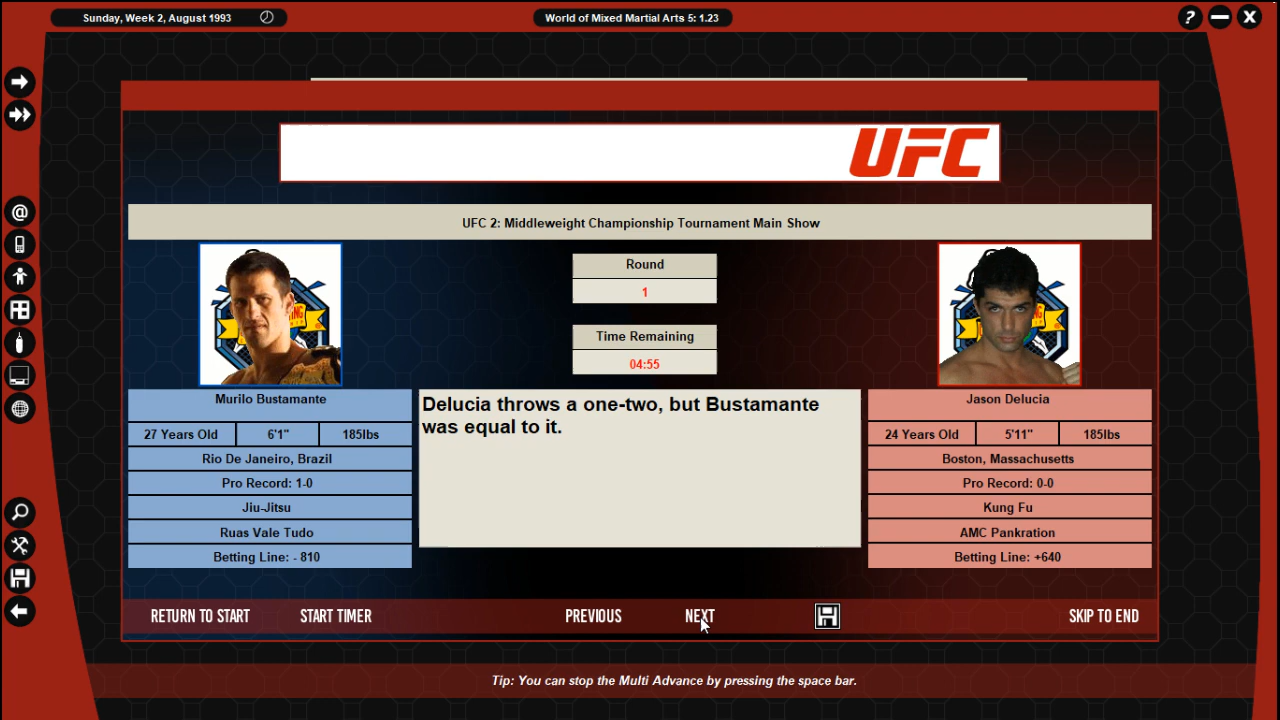 Sunday, Week 2, August 1993
World of Mixed Martial Arts 5: 1.23
?
X
@
UFC
UFC 2: Middleweight Championship Tournament Main Show
Round
1
Time Remaining
04:55
Murilo Bustamante
27 Years Old
6'1"
185lbs
Rio De Janeiro, Brazil
Pro Record: 1-0
Jiu-Jitsu
Ruas Vale Tudo
Betting Line: - 810
Delucia throws a one-two, but Bustamante
was equal to it.
Jason Delucia
24 Years Old
5'11"
185lbs
Boston, Massachusetts
Pro Record: 0-0
Kung Fu
AMC Pankration
Betting Line: +640
RETURN TO START
START TIMER
PREVIOUS
NEXT
SKIP TO END
Tip: You can stop the Multi Advance by pressing the space bar.